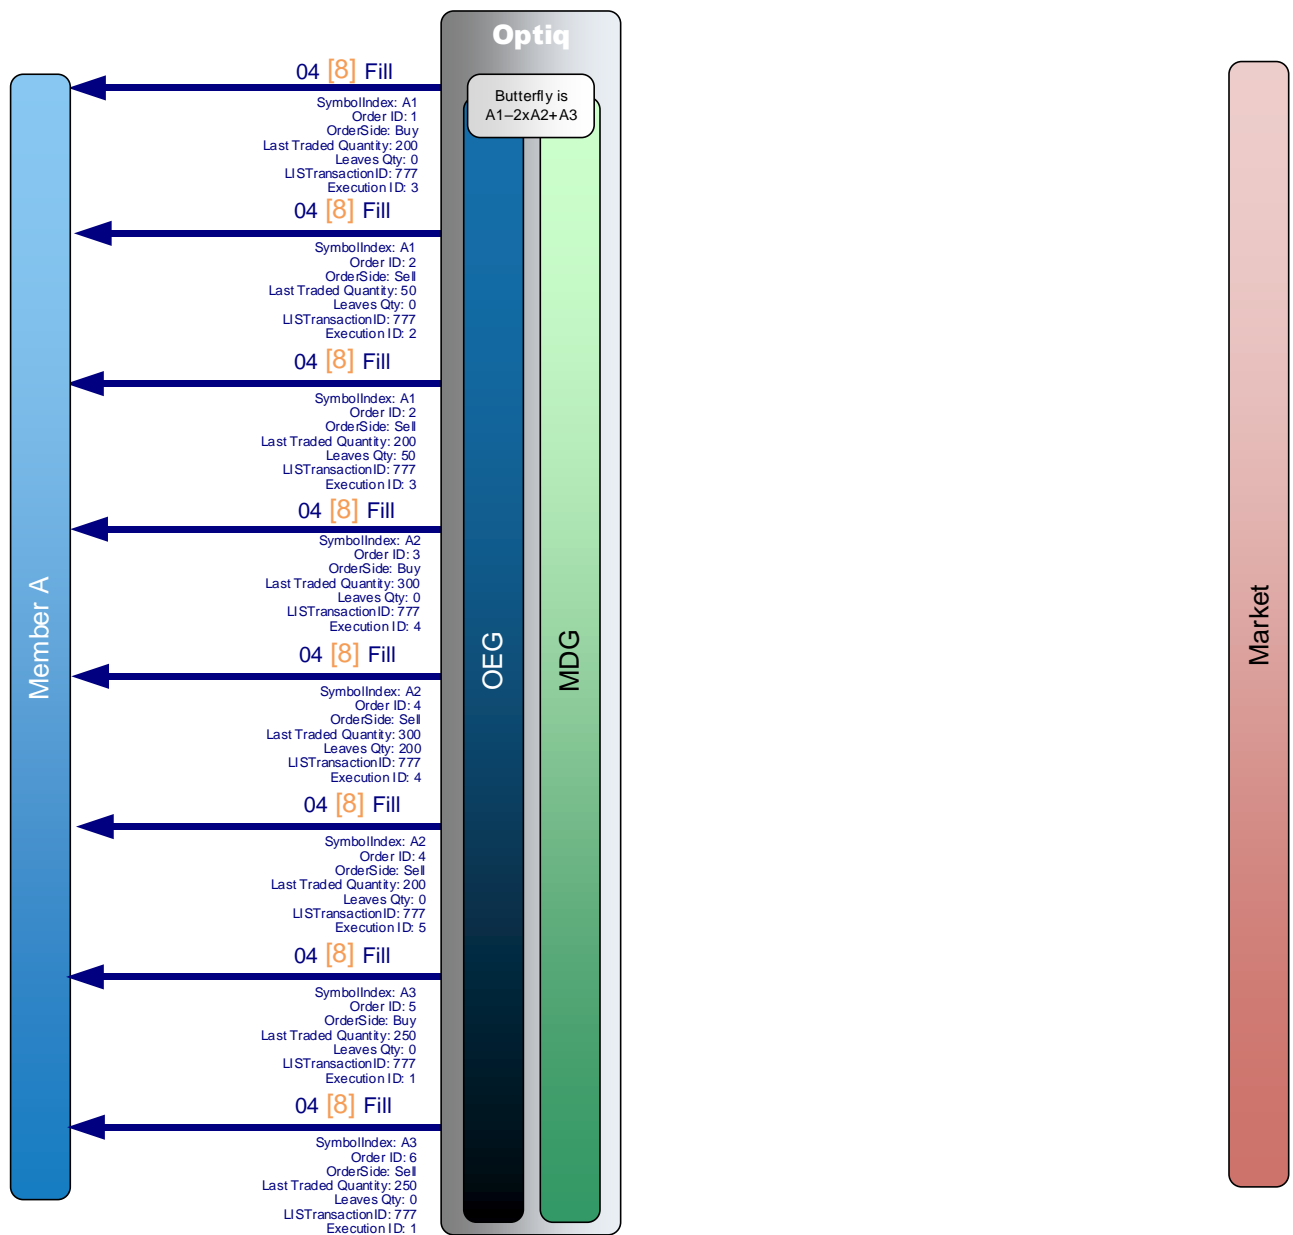 Optiq
Butterfly is
A1–2xA2+A3
04 [8] Fill
SymbolIndex: A1
Order ID: 1
OrderSide: Buy
Last Traded Quantity: 200
Leaves Qty: 0
LISTransactionID: 777
Execution ID: 3
04 [8] Fill
SymbolIndex: A1
Order ID: 2
OrderSide: Sell
Last Traded Quantity: 50
Leaves Qty: 0
LISTransactionID: 777
Execution ID: 2
04 [8] Fill
SymbolIndex: A1
Order ID: 2
OrderSide: Sell
Last Traded Quantity: 200
Leaves Qty: 50
LISTransactionID: 777
Execution ID: 3
04 [8] Fill
SymbolIndex: A2
Order ID: 3
OrderSide: Buy
Last Traded Quantity: 300
Leaves Qty: 0
LISTransactionID: 777
Execution ID: 4
04 [8] Fill
SymbolIndex: A2
Order ID: 4
OrderSide: Sell
Last Traded Quantity: 300
Leaves Qty: 200
LISTransactionID: 777
Execution ID: 4
04 [8] Fill
SymbolIndex: A2
Order ID: 4
OrderSide: Sell
Last Traded Quantity: 200
Leaves Qty: 0
LISTransactionID: 777
Execution ID: 5
04 [8] Fill
SymbolIndex: A3
Order ID: 5
OrderSide: Buy
Last Traded Quantity: 250
Leaves Qty: 0
LISTransactionID: 777
Execution ID: 1
04 [8] Fill
SymbolIndex: A3
Order ID: 6
OrderSide: Sell
Last Traded Quantity: 250
Leaves Qty: 0
LISTransactionID: 777
Execution ID: 1
Member A
OEG
MDG
Market